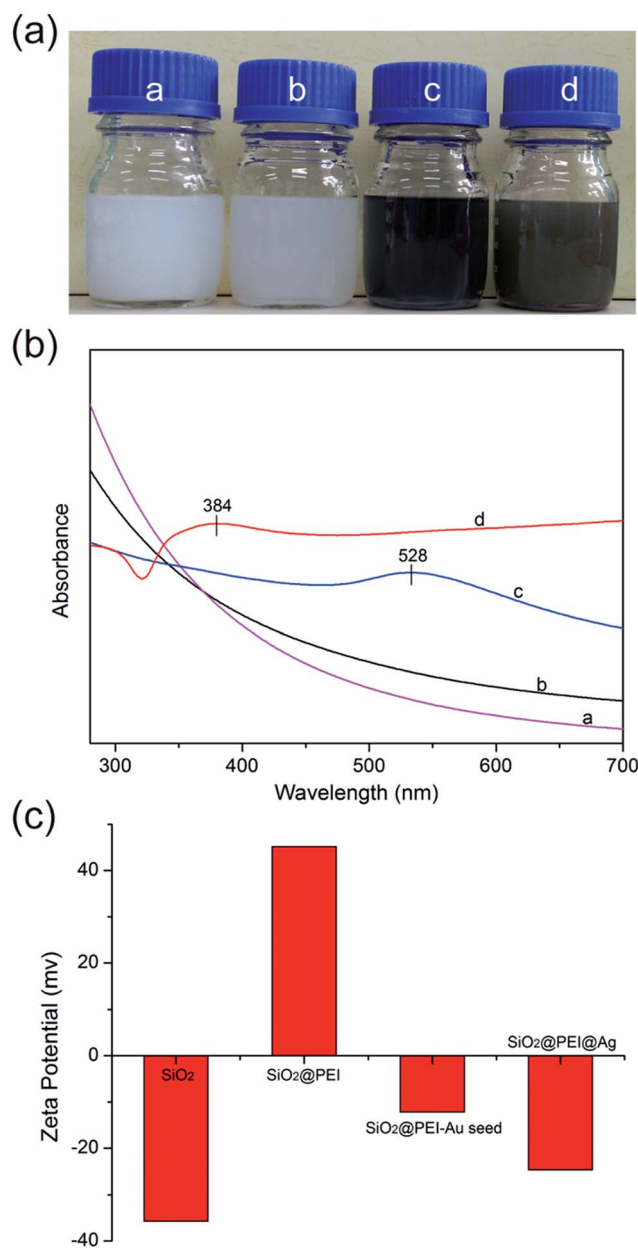 (a)
a b c d
(b)
384
528
d
c
b
a
Absorbance
300 400 500 600 700
Wavelength (nm)
(c)
40
20
0
-20
-40
Zeta Potential (mv)
SiO₂
SiO₂@PEI
SiO₂@PEI-Au seed
SiO₂@PEI@Ag